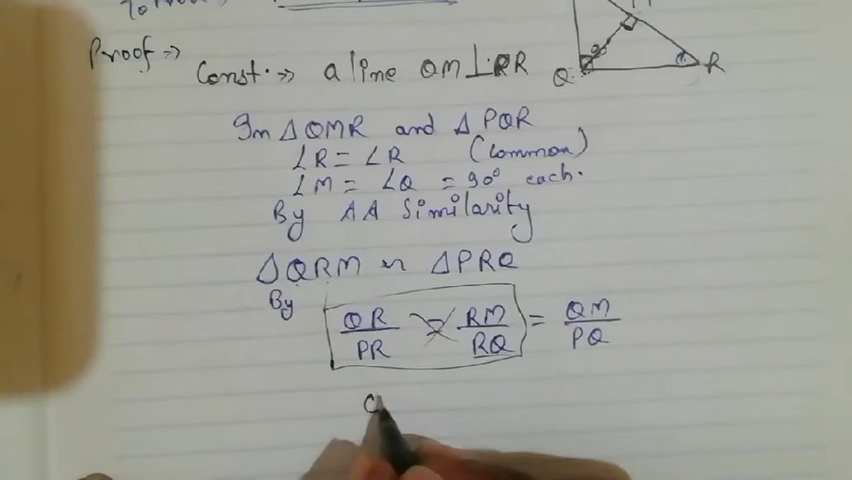 Proof ⇒
Const. ⇒ a line QM ⊥ PR
Q R
In Δ QMR and Δ PQR
∠R = ∠R (Common)
∠M = ∠Q = 90° each.
By AA Similarity
Δ QRM ~ Δ PRQ
By QR/PR = RM/RQ = QM/PQ